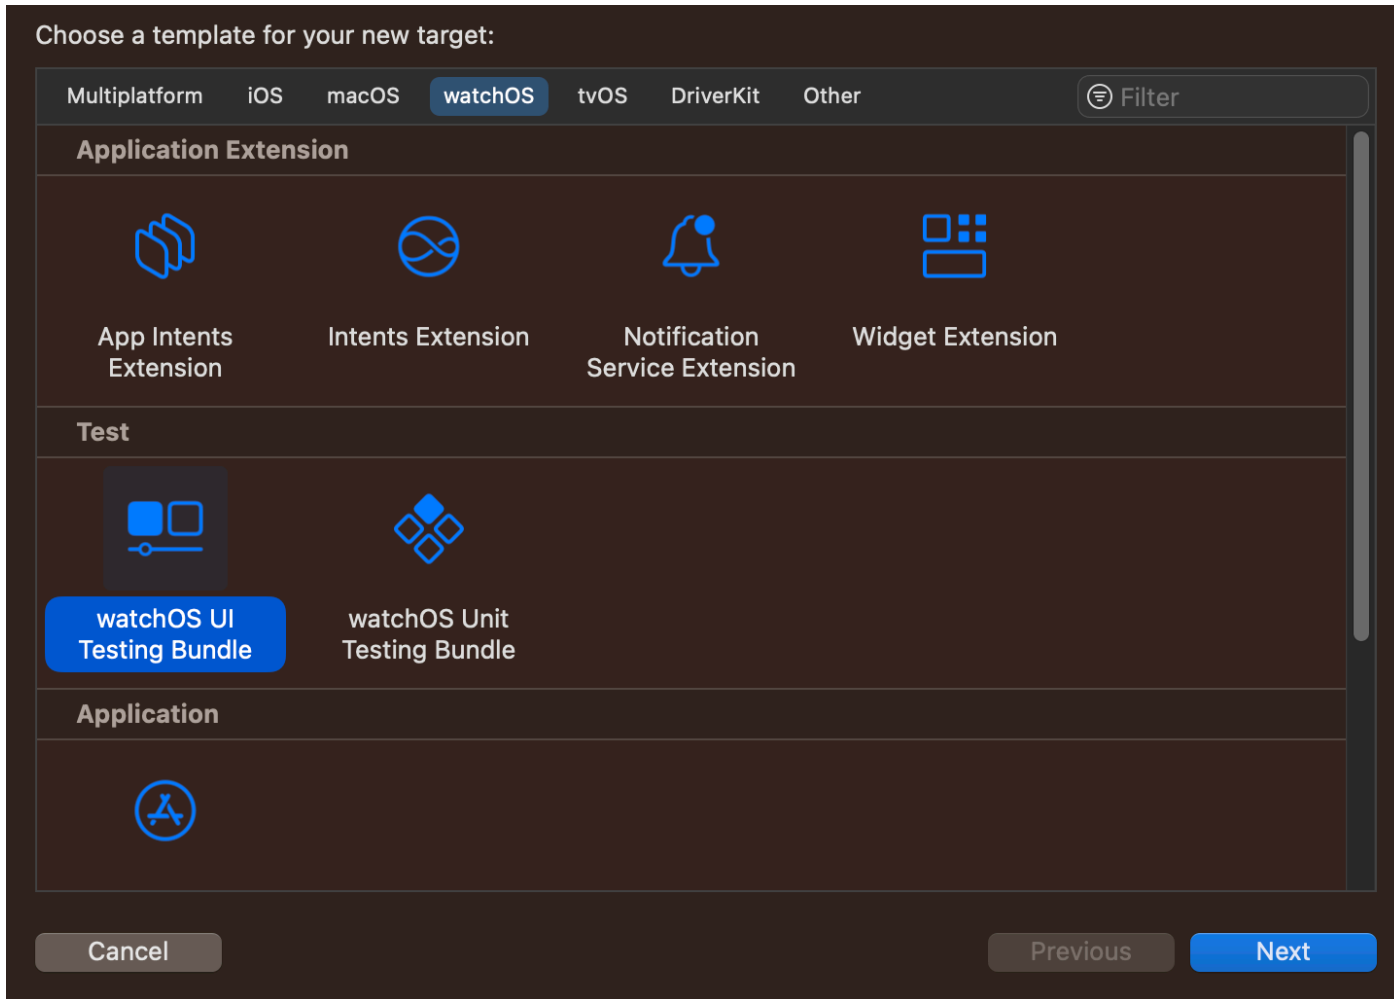 Choose a template for your new target:
Multiplatform iOS macOS watchOS tvOS DriverKit Other Filter
Application Extension
App Intents Extension
Intents Extension
Notification Service Extension
Widget Extension
Test
watchOS UI Testing Bundle
watchOS Unit Testing Bundle
Application
Cancel Previous Next